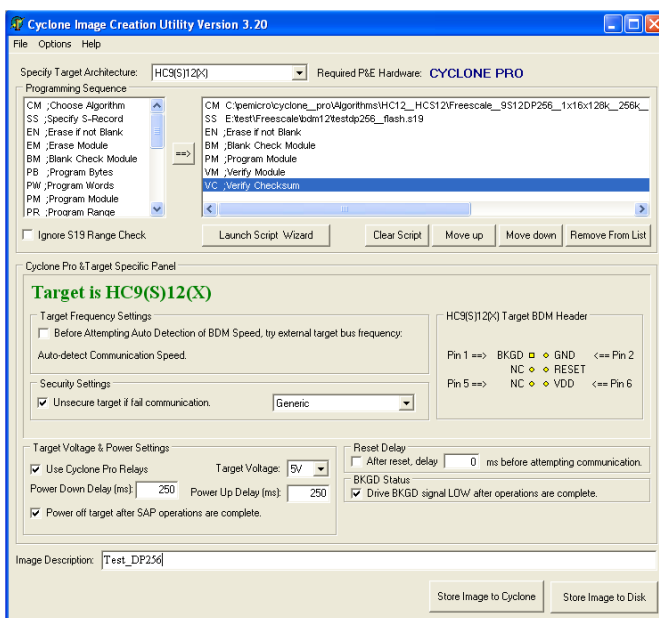 Cyclone Image Creation Utility Version 3.20
File Options Help
Specify Target Architecture: HC9(S)12(X) Required P&E Hardware: CYCLONE PRO
Programming Sequence
CM ;Choose Algorithm
SS ;Specify S-Record
EN ;Erase if not Blank
EM ;Erase Module
BM ;Blank Check Module
PB ;Program Bytes
PW ;Program Words
PM ;Program Module
PR ;Program Range
==>
CM C:\pemicro\cyclone_pro\Algorithms\HC12__HCS12\Freescale__9S12DP256__1x16x128k__256k_
SS E:\test\Freescale\bdm12\testdp256__flash.s19
EN ;Erase if not Blank
BM ;Blank Check Module
PM ;Program Module
VM ;Verify Module
VC ;Verify Checksum
Ignore S19 Range Check Launch Script Wizard Clear Script Move up Move down Remove From List
Cyclone Pro &Target Specific Panel
Target is HC9(S)12(X)
Target Frequency Settings
Before Attempting Auto Detection of BDM Speed, try external target bus frequency:
Auto-detect Communication Speed.
Security Settings
Unsecure target if fail communication. Generic
HC9(S)12(X) Target BDM Header
Pin 1 ==> BKGD GND <== Pin 2
NC RESET
Pin 5 ==> NC VDD <== Pin 6
Target Voltage & Power Settings
Use Cyclone Pro Relays Target Voltage: 5V
Power Down Delay (ms): 250 Power Up Delay (ms): 250
Power off target after SAP operations are complete.
Reset Delay
After reset, delay 0 ms before attempting communication.
BKGD Status
Drive BKGD signal LOW after operations are complete.
Image Description: Test_DP256
Store Image to Cyclone Store Image to Disk